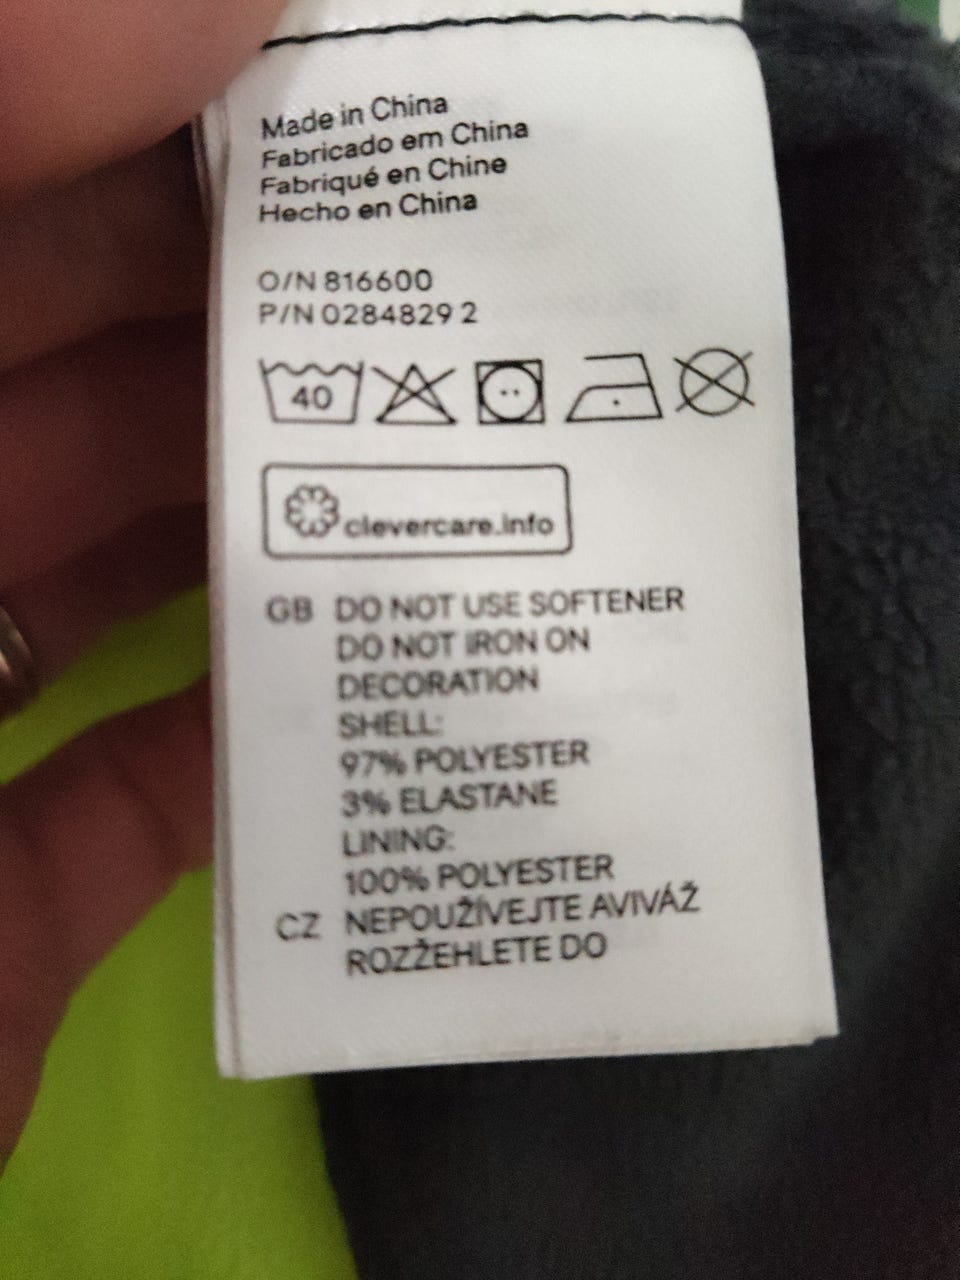 Made in China
Fabricado em China
Fabriqué en Chine
Hecho en China
O/N 816600
P/N 0284829 2
40
clevercare.info
GB DO NOT USE SOFTENER
DO NOT IRON ON
DECORATION
SHELL:
97% POLYESTER
3% ELASTANE
LINING:
100% POLYESTER
CZ NEPOUŽÍVEJTE AVIVÁŽ
ROZŽEHLETE DO